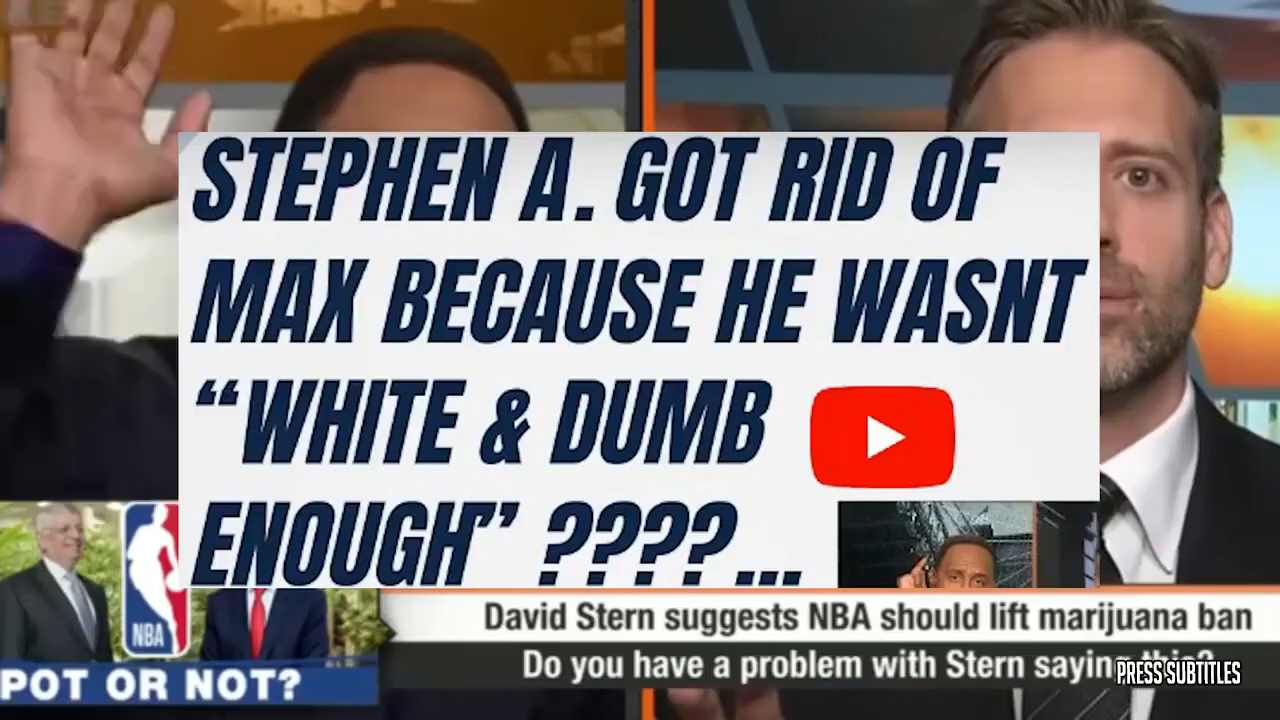 STEPHEN A. GOT RID OF
MAX BECAUSE HE WASNT
“WHITE & DUMB
ENOUGH” ????...
NBA
David Stern suggests NBA should lift marijuana ban
Do you have a problem with Stern saying this?
POT OR NOT?
PRESS SUBTITLES